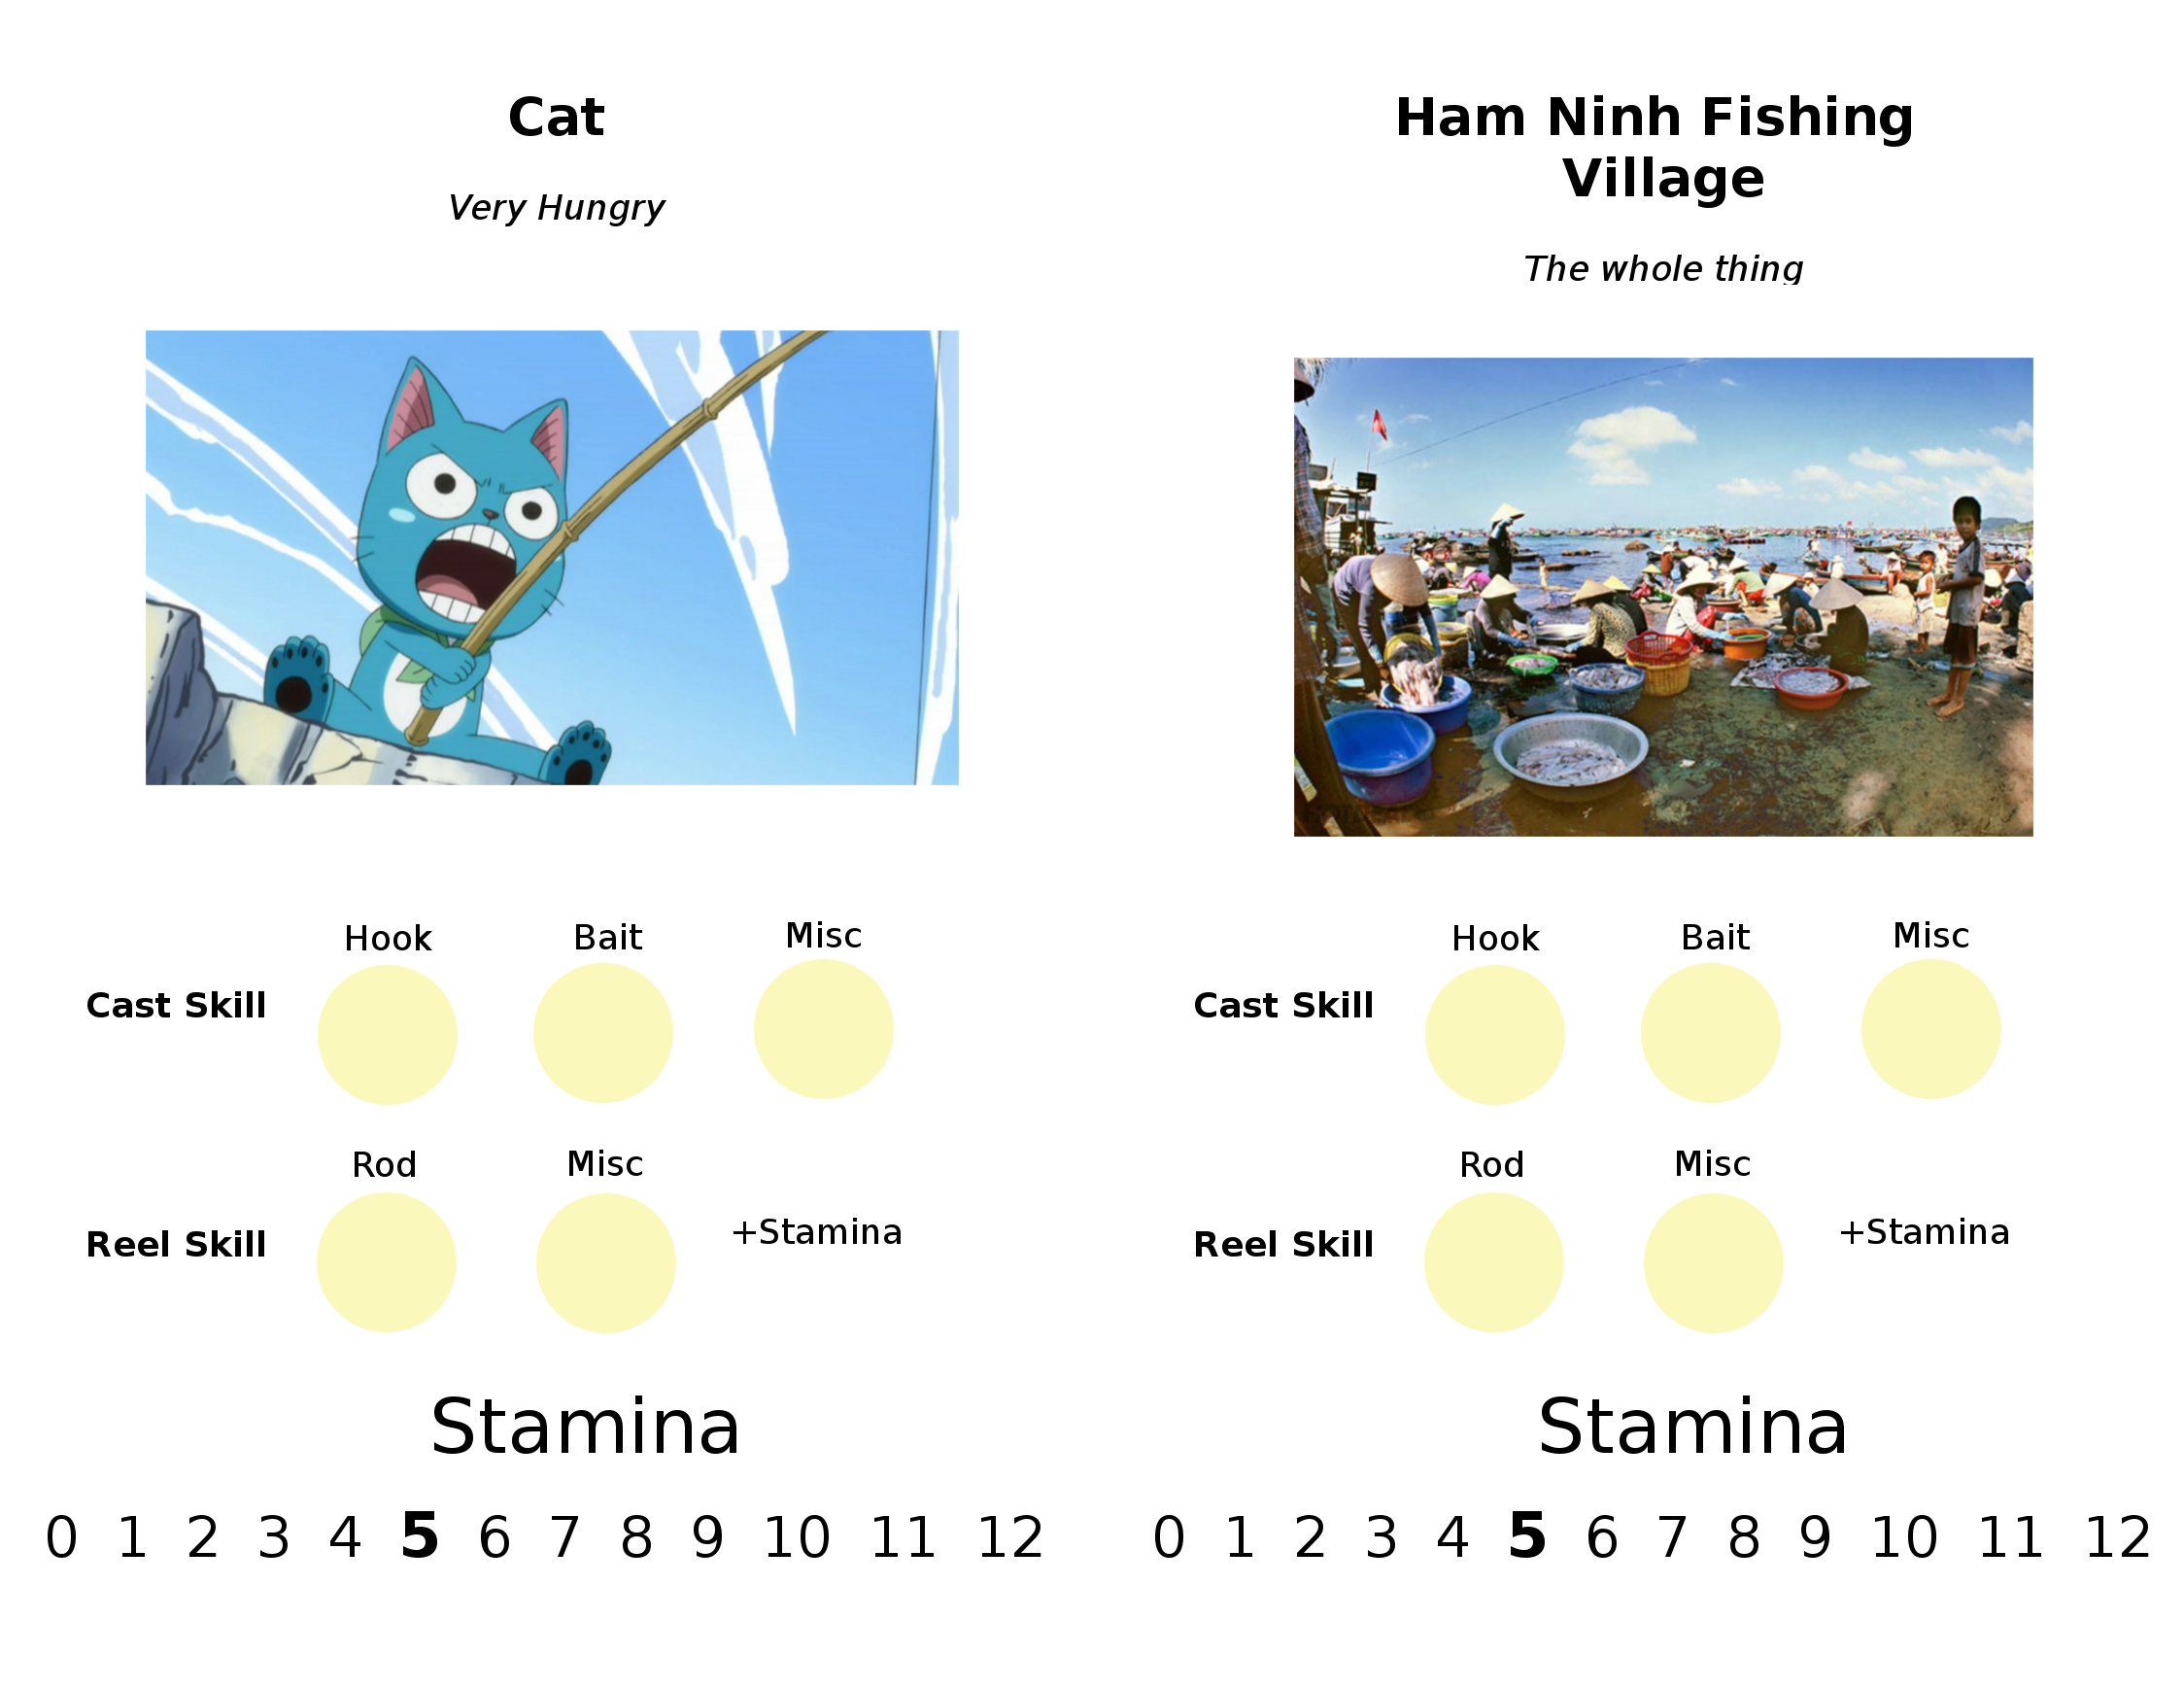 Cat
Very Hungry
Hook Bait Misc
Cast Skill
Rod Misc
+Stamina
Reel Skill
Stamina
0 1 2 3 4 5 6 7 8 9 10 11 12
Ham Ninh Fishing
Village
The whole thing
Hook Bait Misc
Cast Skill
Rod Misc
+Stamina
Reel Skill
Stamina
0 1 2 3 4 5 6 7 8 9 10 11 12